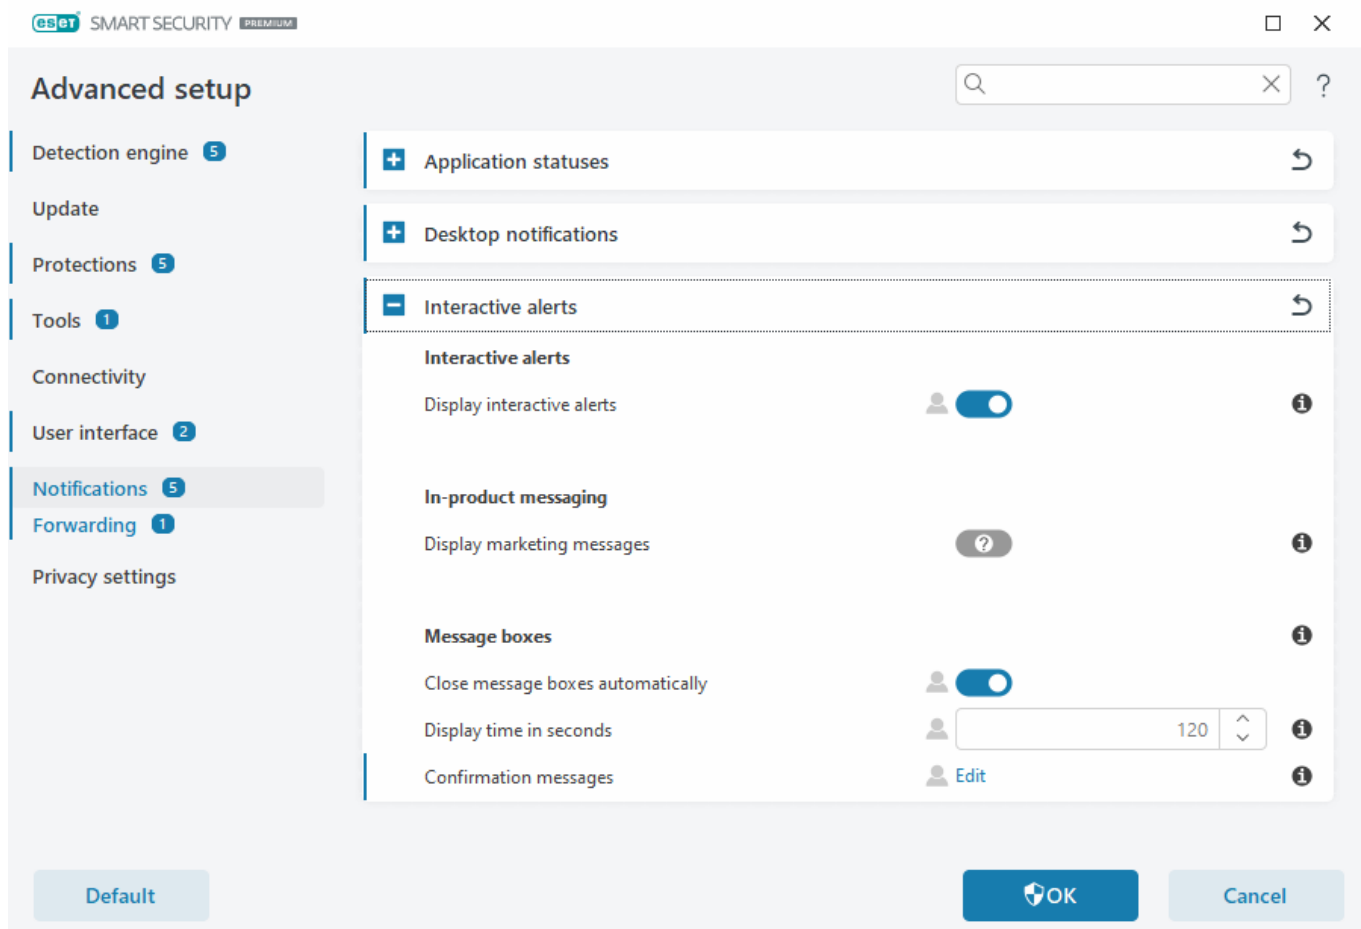 eseT SMART SECURITY PREMIUM
Advanced setup
?
Detection engine 5
Update
Protections 5
Tools 1
Connectivity
User interface 2
Notifications 5
Forwarding 1
Privacy settings
Application statuses
Desktop notifications
Interactive alerts
Interactive alerts
Display interactive alerts
In-product messaging
Display marketing messages ?
Message boxes
Close message boxes automatically
Display time in seconds 120
Confirmation messages Edit
Default
OK
Cancel